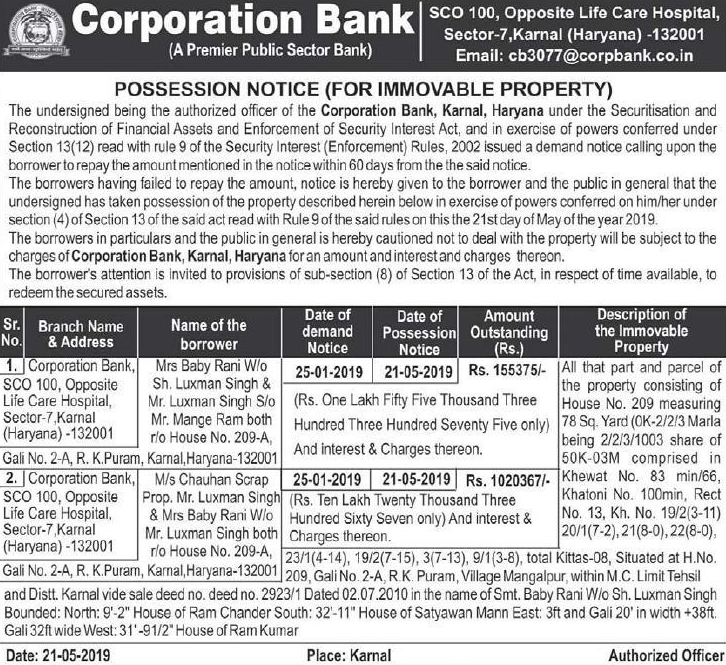 Corporation Bank
(A Premier Public Sector Bank)
SCO 100, Opposite Life Care Hospital,
Sector-7,Karnal (Haryana) -132001
Email: cb3077@corpbank.co.in
POSSESSION NOTICE (FOR IMMOVABLE PROPERTY)
The undersigned being the authorized officer of the Corporation Bank, Karnal, Haryana under the Securitisation and
Reconstruction of Financial Assets and Enforcement of Security Interest Act, and in exercise of powers conferred under
Section 13(12) read with rule 9 of the Security Interest (Enforcement) Rules, 2002 issued a demand notice calling upon the
borrower to repay the amount mentioned in the notice within 60 days from the the said notice.
The borrowers having failed to repay the amount, notice is hereby given to the borrower and the public in general that the
undersigned has taken possession of the property described herein below in exercise of powers conferred on him/her under
section (4) of Section 13 of the said act read with Rule 9 of the said rules on this the 21st day of May of the year 2019.
The borrowers in particulars and the public in general is hereby cautioned not to deal with the property will be subject to the
charges of Corporation Bank, Karnal, Haryana for an amount and interest and charges thereon.
The borrower's attention is invited to provisions of sub-section (8) of Section 13 of the Act, in respect of time available, to
redeem the secured assets.
Sr. No.
Branch Name & Address
Name of the borrower
Date of demand Notice
Date of Possession Notice
Amount Outstanding (Rs.)
Description of the Immovable Property
1. Corporation Bank,
SCO 100, Opposite
Life Care Hospital,
Sector-7,Karnal
(Haryana) -132001
Mrs Baby Rani W/o
Sh. Luxman Singh &
Mr. Luxman Singh S/o
Mr. Mange Ram both
r/o House No. 209-A,
Gali No. 2-A, R. K.Puram, Karnal,Haryana-132001
25-01-2019
21-05-2019
Rs. 155375/-
(Rs. One Lakh Fifty Five Thousand Three
Hundred Three Hundred Seventy Five only)
And interest & Charges thereon.
2. Corporation Bank,
SCO 100, Opposite
Life Care Hospital,
Sector-7,Karnal
(Haryana) -132001
M/s Chauhan Scrap
Prop. Mr. Luxman Singh
& Mrs Baby Rani W/o
Mr. Luxman Singh both
r/o House No. 209-A,
Gali No. 2-A, R. K.Puram, Karnal,Haryana-132001
25-01-2019
21-05-2019
Rs. 1020367/-
(Rs. Ten Lakh Twenty Thousand Three
Hundred Sixty Seven only) And interest &
Charges thereon.
All that part and parcel of
the property consisting of
House No. 209 measuring
78 Sq. Yard (OK-2/2/3 Marla
being 2/2/3/1003 share of
50K-03M comprised in
Khewat No. 83 min/66,
Khatoni No. 100min, Rect
No. 13, Kh. No. 19/2(3-11)
20/1(7-2), 21(8-0), 22(8-0),
23/1(4-14), 19/2(7-15), 3(7-13), 9/1(3-8), total Kittas-08, Situated at H.No.
209, Gali No. 2-A, R.K. Puram, Village Mangalpur, within M.C. Limit Tehsil
and Distt. Karnal vide sale deed no. deed no. 2923/1 Dated 02.07.2010 in the name of Smt. Baby Rani W/o Sh. Luxman Singh
Bounded: North: 9'-2" House of Ram Chander South: 32'-11" House of Satyawan Mann East: 3ft and Gali 20' in width +38ft.
Gali 32ft wide West: 31'-91/2" House of Ram Kumar
Date: 21-05-2019
Place: Karnal
Authorized Officer